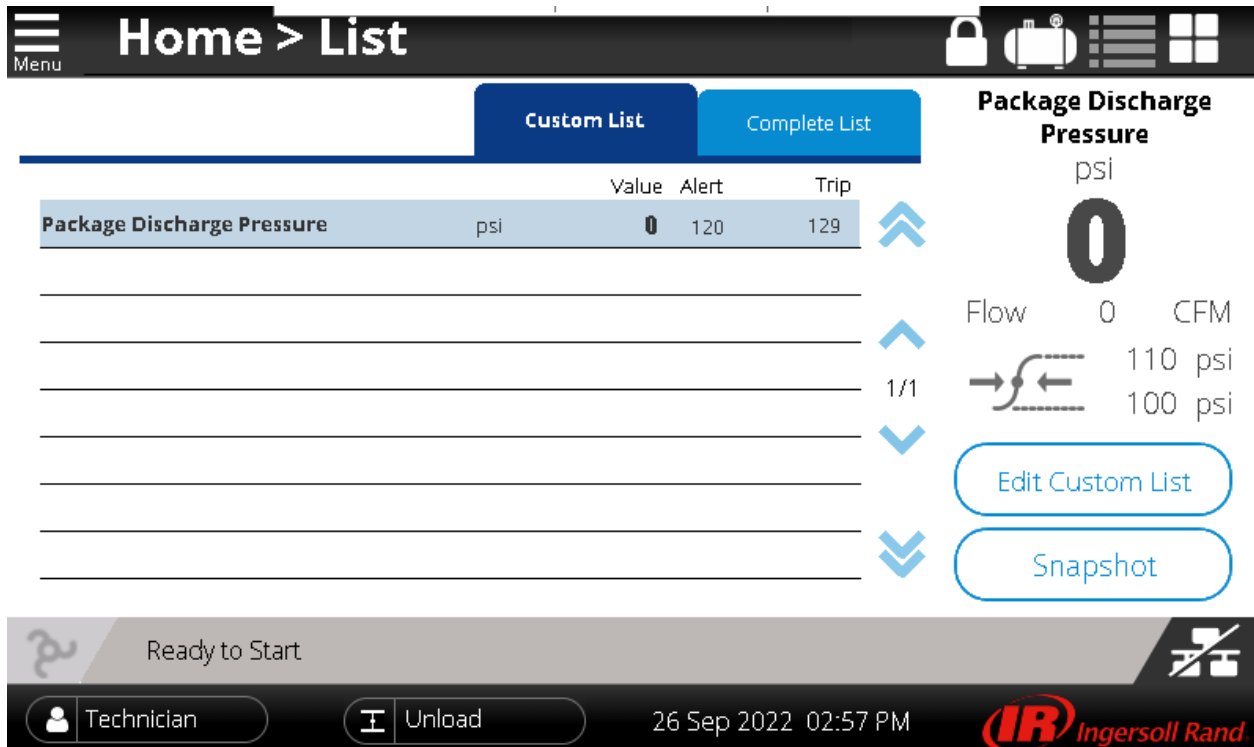 Home > List
Menu
Custom List
Complete List
Value Alert Trip
Package Discharge Pressure psi 0 120 129
1/1
Package Discharge
Pressure
psi
0
Flow 0 CFM
110 psi
100 psi
Edit Custom List
Snapshot
Ready to Start
Technician
Unload
26 Sep 2022 02:57 PM
IR Ingersoll Rand